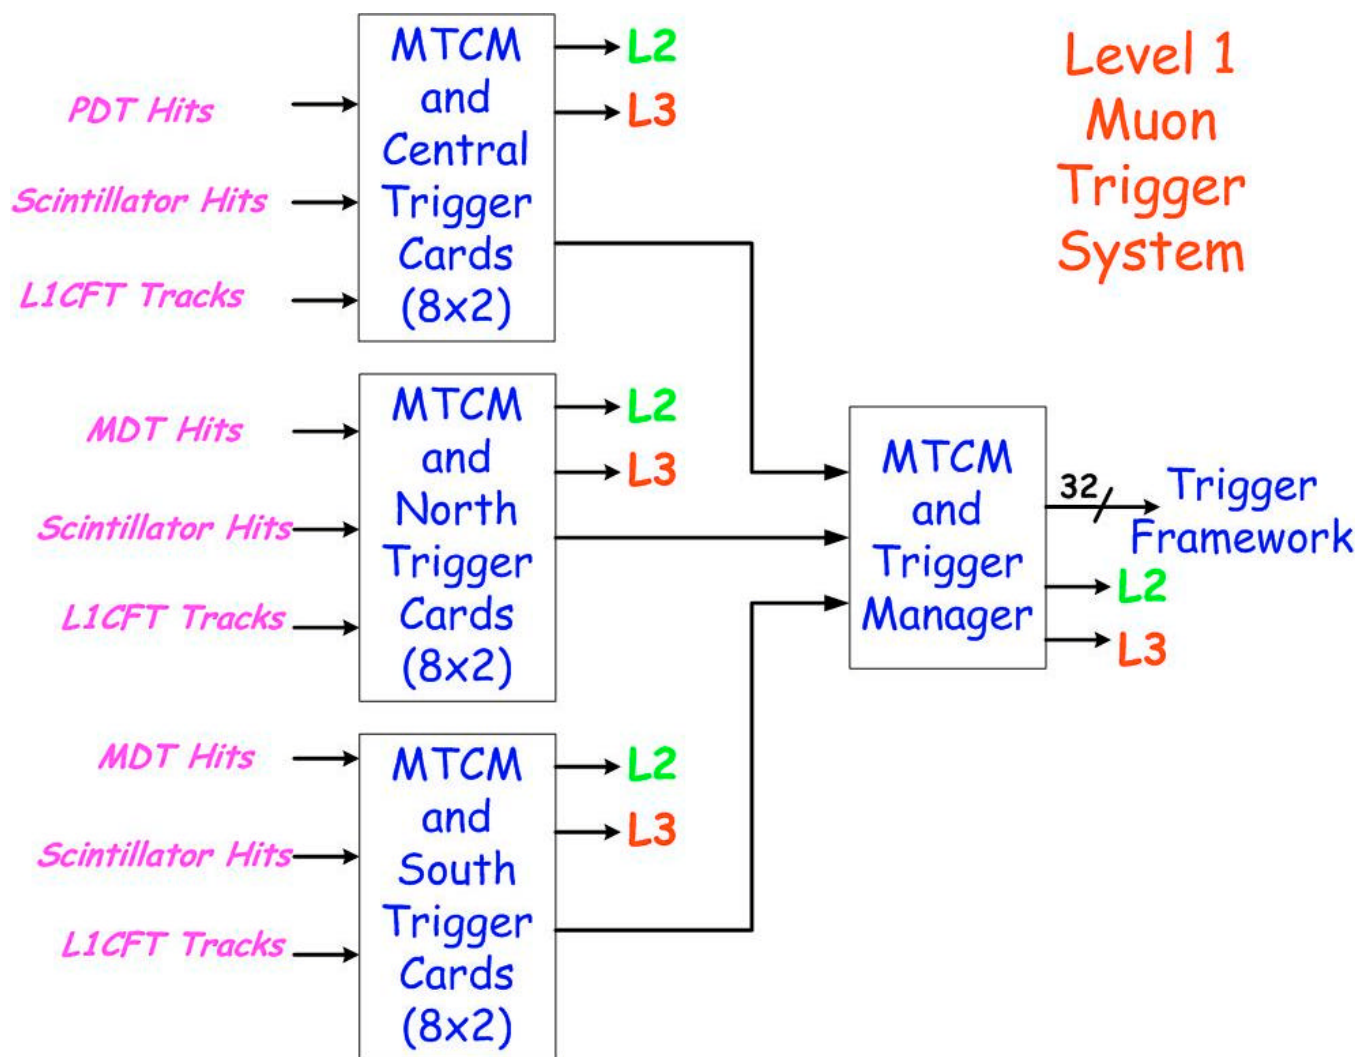 Level 1
Muon
Trigger
System
PDT Hits
Scintillator Hits
L1CFT Tracks
MTCM
and
Central
Trigger
Cards
(8x2)
L2
L3
MDT Hits
Scintillator Hits
L1CFT Tracks
MTCM
and
North
Trigger
Cards
(8x2)
L2
L3
MDT Hits
Scintillator Hits
L1CFT Tracks
MTCM
and
South
Trigger
Cards
(8x2)
L2
L3
MTCM
and
Trigger
Manager
32
Trigger
Framework
L2
L3